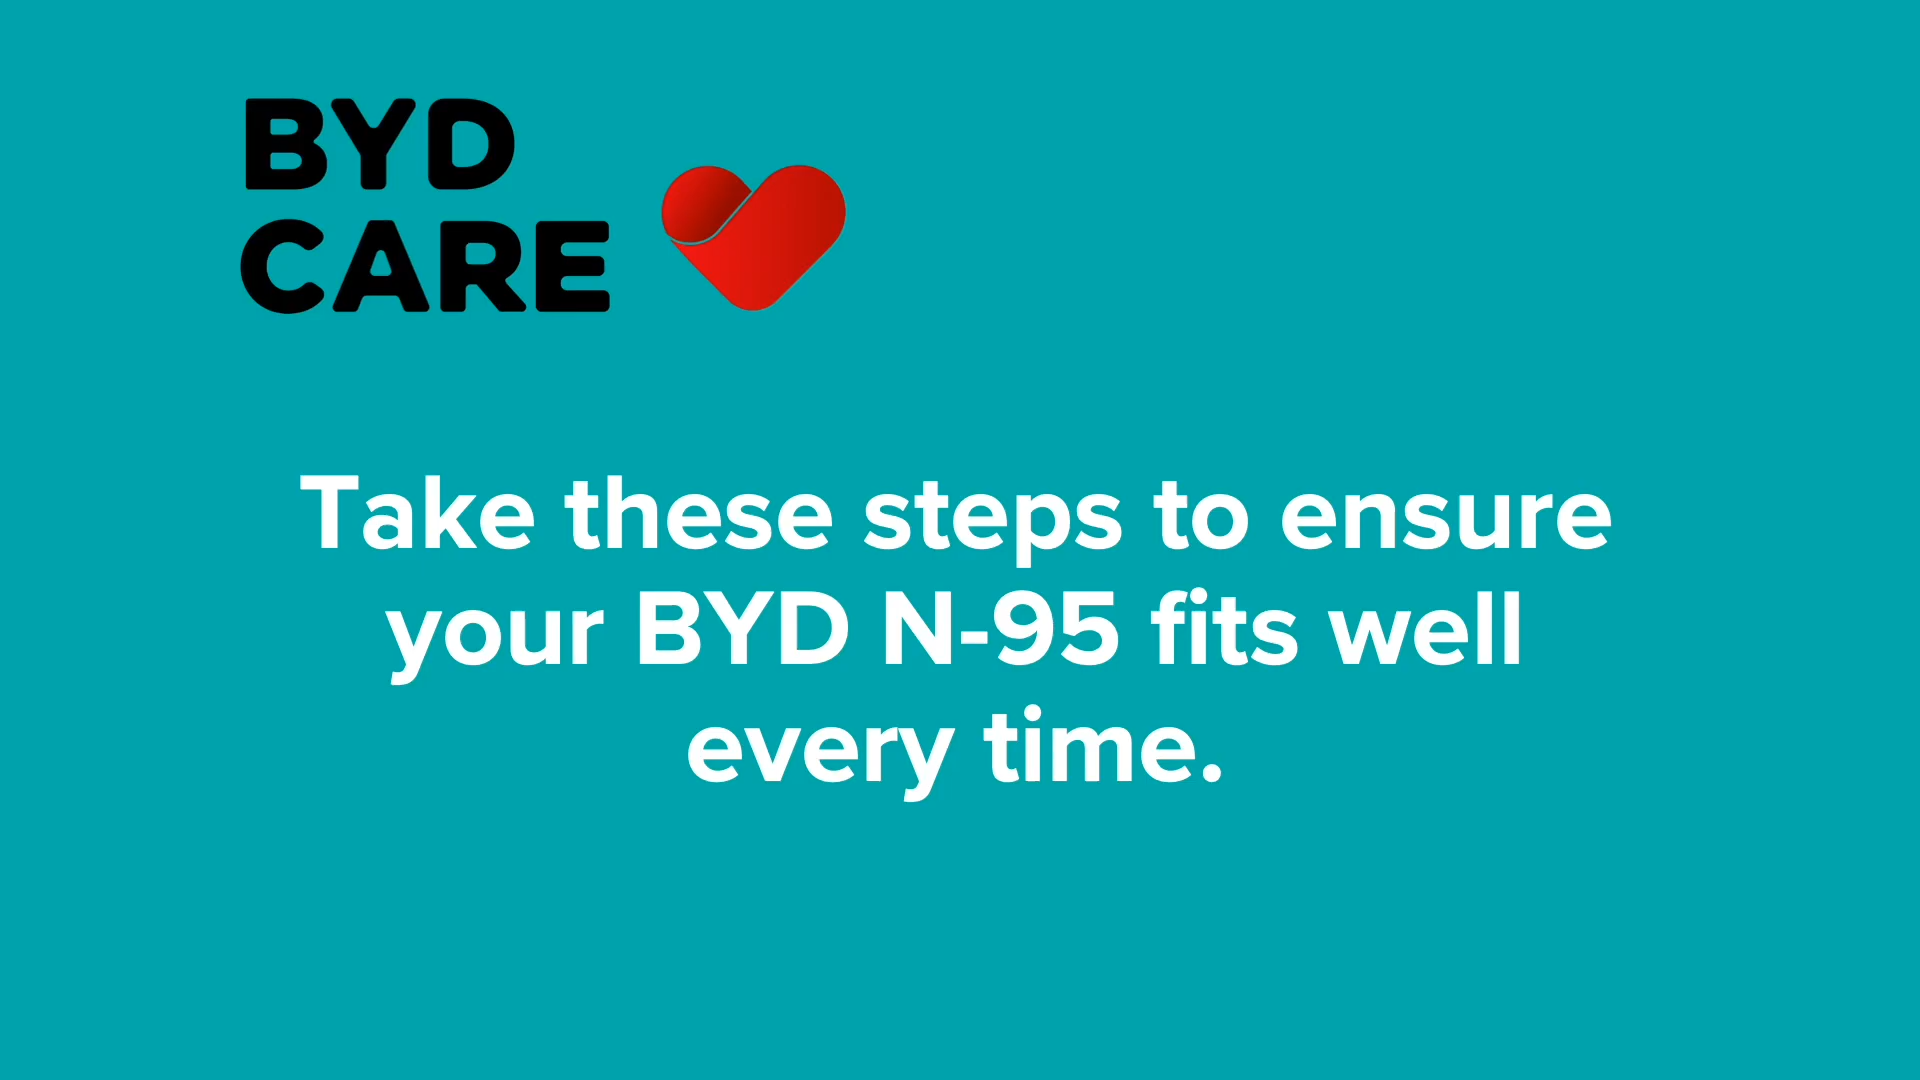 BYD
CARE
Take these steps to ensure
your BYD N-95 fits well
every time.